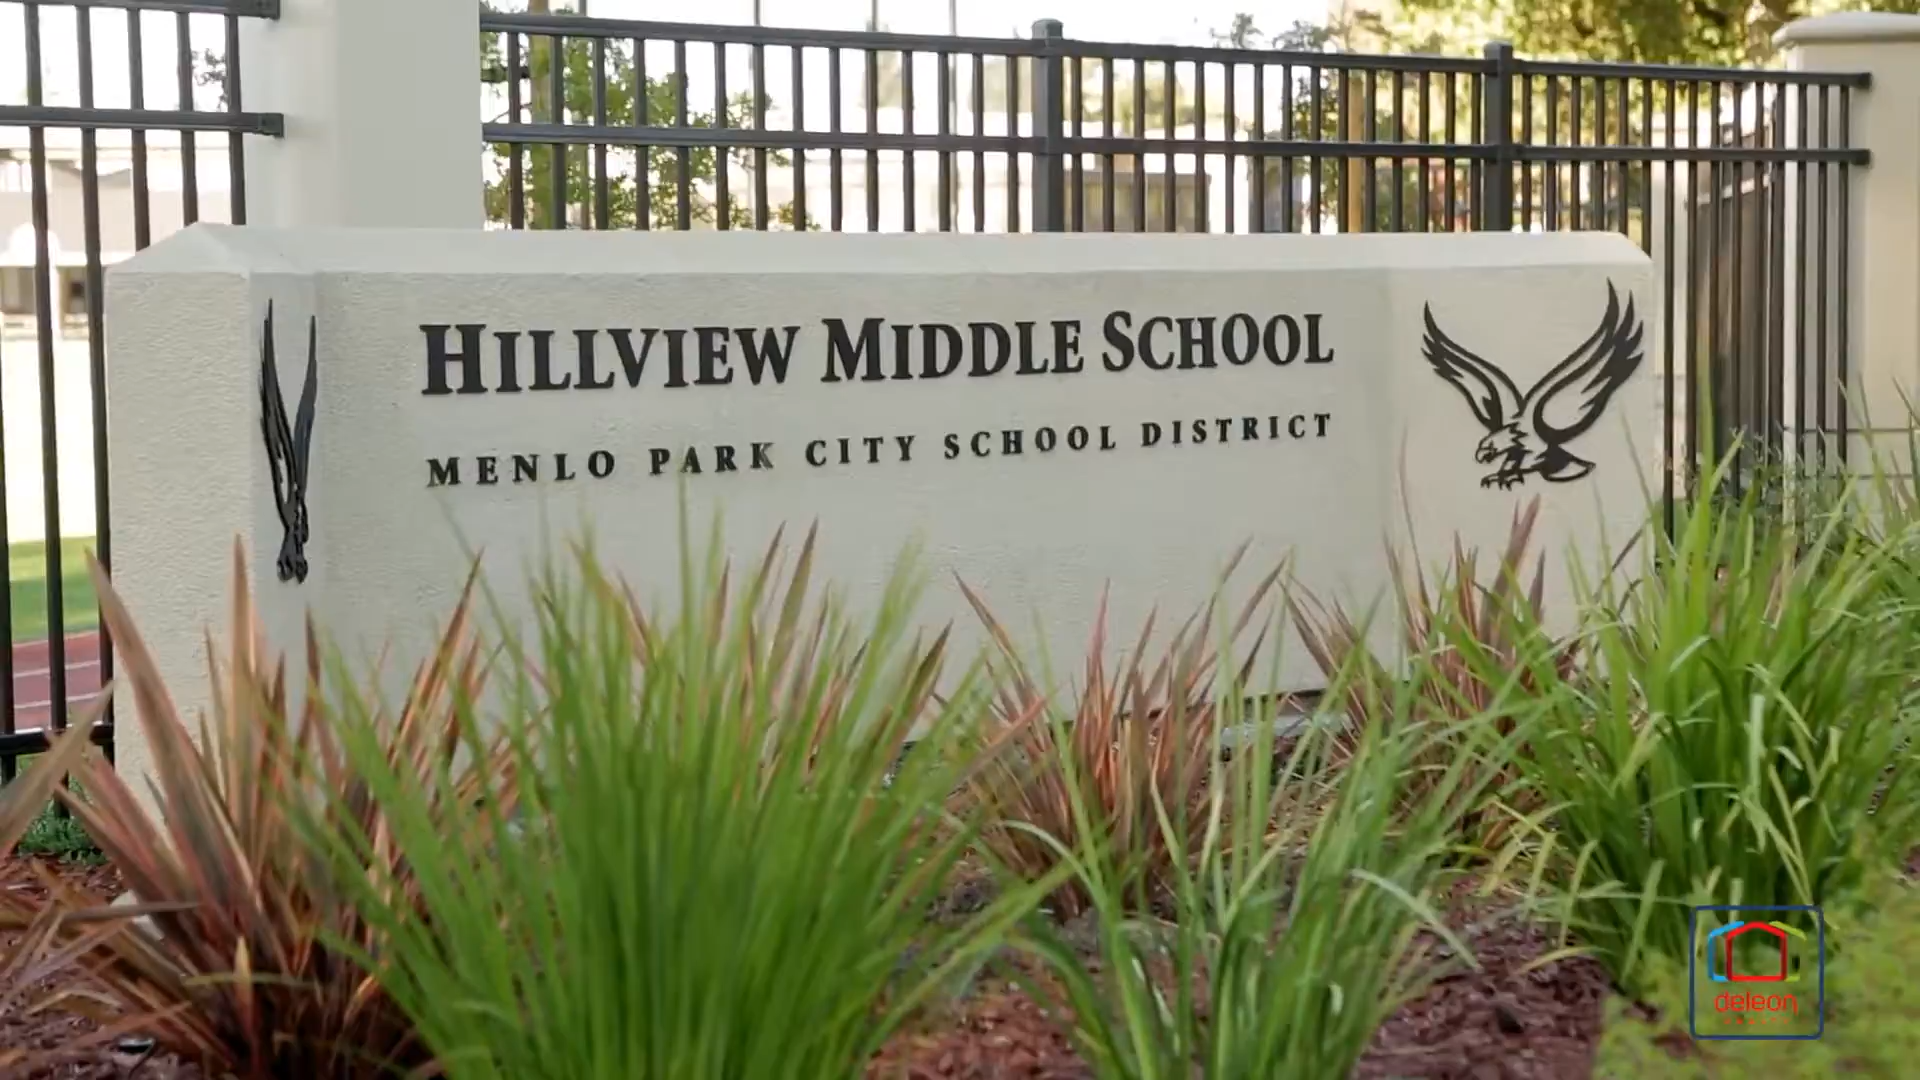 HILLVIEW MIDDLE SCHOOL
MENLO PARK CITY SCHOOL DISTRICT
deleon